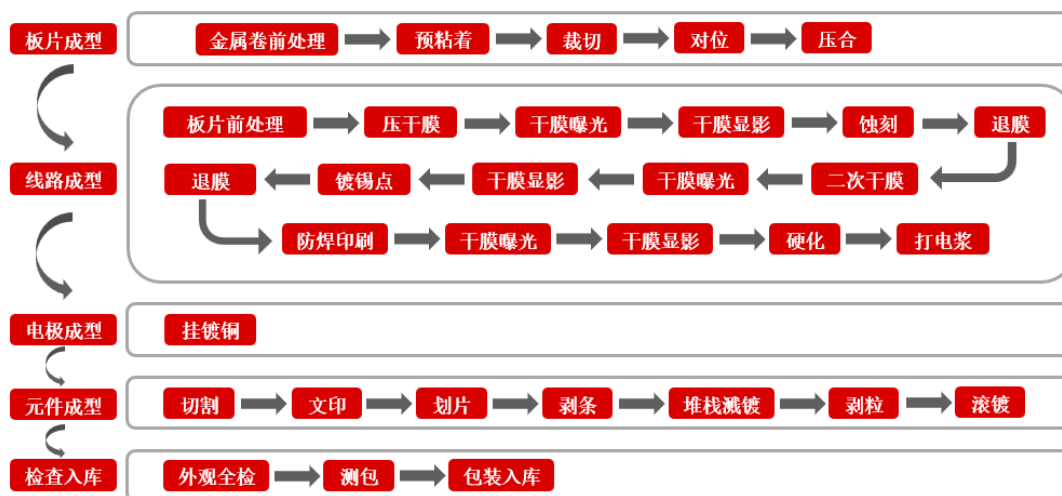 板片成型
金属卷前处理 预粘着 裁切 对位 压合
线路成型
板片前处理 压干膜 干膜曝光 干膜显影 蚀刻 退膜
退膜 镀锡点 干膜显影 干膜曝光 二次干膜
防焊印刷 干膜曝光 干膜显影 硬化 打电浆
电极成型
挂镀铜
元件成型
切割 文印 划片 剥条 堆栈溅镀 剥粒 滚镀
检查入库
外观全检 测包 包装入库